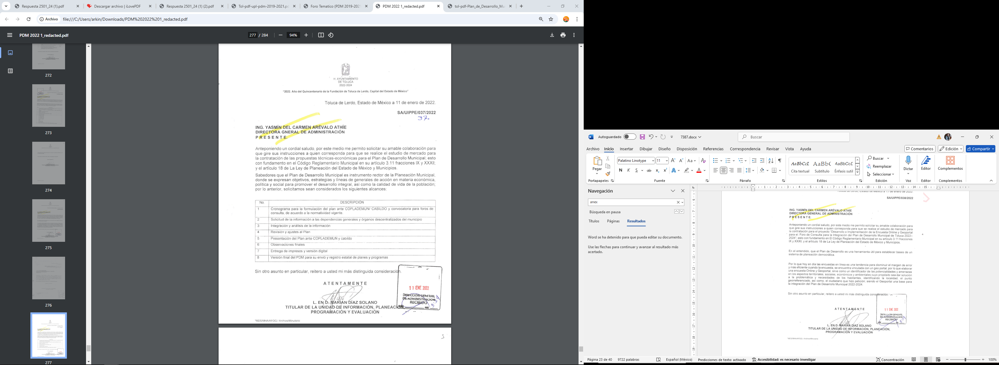 Respuesta 2501_24 (1).pdf
Descargar archivo | iLovePDF
Respuesta 2501_24 (1) (2).pdf
Tol-pdf-upl-pdm-2019-2021.pd
Foro Tematico (PDM 2019-2021
PDM 2022 1_redacted.pdf
tol-pdf-Plan_de_Desarrollo_Mu
Archivo
file:///C:/Users/arkin/Downloads/PDM%202022%201_redacted.pdf
PDM 2022 1_redacted.pdf
277 / 284
94%
272
273
274
275
276
277
H. AYUNTAMIENTO
DE TOLUCA
2022-2024
"2022. Año del Quincentenario de la Fundación de Toluca de Lerdo, Capital del Estado de México"
Toluca de Lerdo, Estado de México a 11 de enero de 2022.
SA/UIPPE/037/2022
37.
ING. YASMÍN DEL CARMEN ARÉVALO ATHÍE
DIRECTORA GNERAL DE ADMINISTRACIÓN
P R E S E N T E.
Anteponiendo un cordial saludo, por este medio me permito solicitar su amable colaboración para
que gire sus instrucciones a quien corresponda para que se realice el estudio de mercado para
la contratación de las propuestas técnicas-económicas para el Plan de Desarrollo Municipal; esto
con fundamento en el Código Reglamentario Municipal en su artículo 3.11 fracciones IX y XXXII;
y el artículo 18 de La Ley de Planeación del Estado de México y Municipios.
Sabedores que el Plan de Desarrollo Municipal es instrumento rector de la Planeación Municipal,
donde se expresan objetivos, estrategias y líneas de generales de acción en materia económica,
política y social para promover el desarrollo integral, así como la calidad de vida de la población;
por lo anterior, solicitamos sean considerados los siguientes alcances:
No. DESCRIPCIÓN
1 Cronograma para la formulación del plan ante COPLADEMUN/ CABILDO y convocatoria para foros de
consulta, de acuerdo a la normatividad vigente.
2 Solicitud de la información a las dependencias generales y órganos descentralizados del municipio
3 Integración y análisis de la información
4 Revisión y ajustes al Plan
5 Presentación del Plan ante COPLADEMUN y cabildo
6 Observaciones finales
7 Entrega de impresos y versión digital
8 Versión final del PDM para su envió y registro estatal de planes y programas
Sin otro asunto en particular, reitero a usted mi más distinguida consideración.
A T E N T A M E N T E
L. EN D. MARIAN DÍAZ SOLANO
TITULAR DE LA UNIDAD DE INFORMACIÓN, PLANEACIÓN,
PROGRAMACIÓN Y EVALUACIÓN
11 ENE 2022
DIRECCIÓN GENERAL
DE ADMINISTRACIÓN
RECIBIDO
*MDS/MHA/AFOG / Archivo/Minutario
Autoguardado
7387.docx
Buscar
Archivo Inicio Insertar Dibujar Diseño Disposición Referencias Correspondencia Revisar Vista Ayuda
Comentarios
Edición
Compartir
Pegar
Portapapeles
Palatino Linotype
11
N K S ab x₂ x² A A
Fuente
Párrafo
AaBbCcL AaBbC AaBbCcL
Cita textual Subtítulo Énfasis sutil
Estilos
Buscar
Reemplazar
Seleccionar
Edición
Dictar
Voz
Editor
Editor
Complementos
Complementos
Navegación
anex
Búsqueda en pausa
Títulos Páginas Resultados
Word se ha detenido para que pueda editar su documento.
Use las flechas para continuar y avanzar al resultado más
acertado.
Toluca de Lerdo, Estado de México a 11 de enero de 2022.
SA/UIPPE/038/2022
ING. YASMÍN DEL CARMEN ARÉVALO ATHÍE
DIRECTORA GENERAL DE ADMINISTRACIÓN
P R E S E N T E.
Anteponiendo un cordial saludo, por este medio me permito solicitar su amable colaboración para
que gire sus instrucciones a quien corresponda para que se realice el estudio de mercado para
la contratación para el proyecto "Desarrollo e Implementación de la Encuesta Online y Geoportal
para el: Foro de Consulta para la Integración del Plan de Desarrollo Municipal de Toluca 2022–
2024"; esto con fundamento en El Código Reglamentario Municipal en su artículo 3.11 fracciones
IX y XXXII; y el artículo 18 de La Ley de Planeación del Estado de México y Municipios.
En el entendido, que el Plan de Desarrollo es una herramienta útil para establecer bases de un
sistema de planeación democrática.
Por lo que hoy en día las encuestas en línea es una tendencia para disminuir el margen de error
y más eficiente cuando la encuesta, se encuentra vinculada con un geo portal; por lo que elaborar
una encuesta Online y Geoportal, sirve como un identificador de las potencialidades y amenazas
en los aspectos territoriales, sociales, económicos y ambientales cuyo propósito sea dar solución
a la problemática y necesidades de los habitantes, identificando la localidad, el punto
georreferenciado, así como, el ciudadano que hizo petición; siendo el Geoportal una base para
la integración del Plan de Desarrollo Municipal 2022-2024.
Sin otro asunto en particular, reitero a usted mi más distinguida consideración.
A T E N T A M E N T E
L. EN D. MARIAN DÍAZ SOLANO
TITULAR DE LA UNIDAD DE INFORMACIÓN, PLANEACIÓN,
PROGRAMACIÓN Y EVALUACIÓN
11 ENE 2022
DIRECCIÓN GENERAL
DE ADMINISTRACIÓN
RECIBIDO
*MDS/MHA/AFOG / Archivo/Minutario
Página 23 de 40
9722 palabras
Español (México)
Predicciones de texto: activado
Accesibilidad: es necesario investigar
Concentración
100%